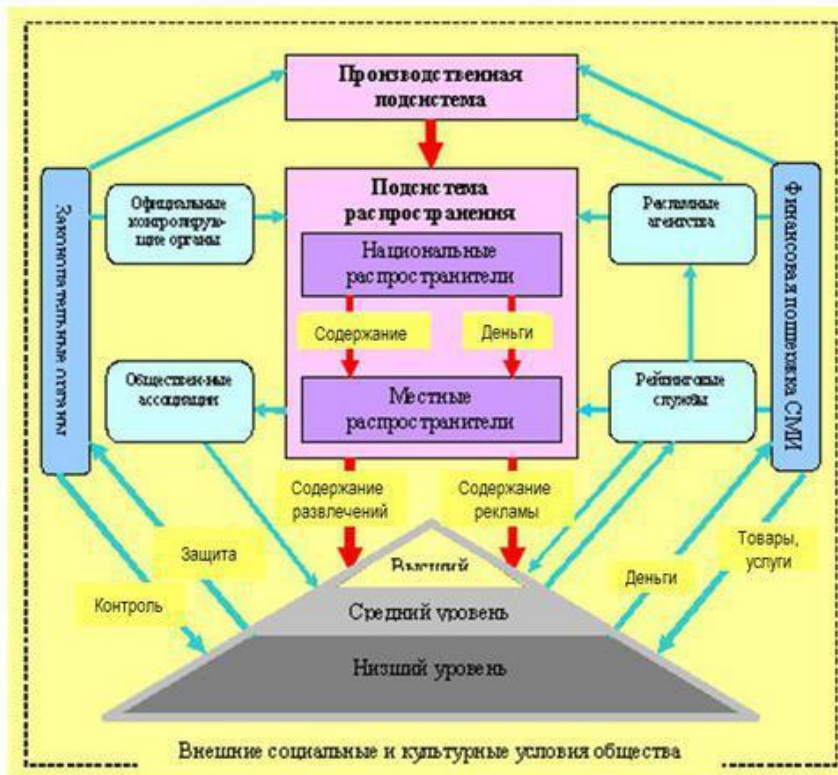 Производственная
подсистема
Подсистема
распространения
Законодательные органы
Официальные
контролирую-
щие органы
Рекламные
агентства
Финансовая поддержка СМИ
Национальные
распространители
Содержание
Деньги
Общественные
ассоциации
Местные
распространители
Рейтинговые
службы
Содержание
развлечений
Содержание
рекламы
Защита
Контроль
Деньги
Товары,
услуги
Высший
Средний уровень
Низший уровень
Внешние социальные и культурные условия общества